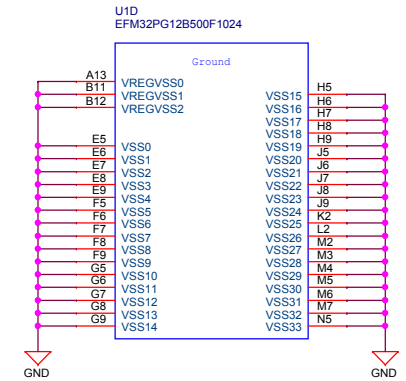 U1D
EFM32PG12B500F1024
Ground
A13 VREGVSS0
B11 VREGVSS1
B12 VREGVSS2
E5 VSS0
E6 VSS1
E7 VSS2
E8 VSS3
E9 VSS4
F5 VSS5
F6 VSS6
F7 VSS7
F8 VSS8
F9 VSS9
G5 VSS10
G6 VSS11
G7 VSS12
G8 VSS13
G9 VSS14
VSS15 H5
VSS16 H6
VSS17 H7
VSS18 H8
VSS19 H9
VSS20 J5
VSS21 J6
VSS22 J7
VSS23 J8
VSS24 J9
VSS25 K2
VSS26 L2
VSS27 M2
VSS28 M3
VSS29 M4
VSS30 M5
VSS31 M6
VSS32 M7
VSS33 N5
GND
GND